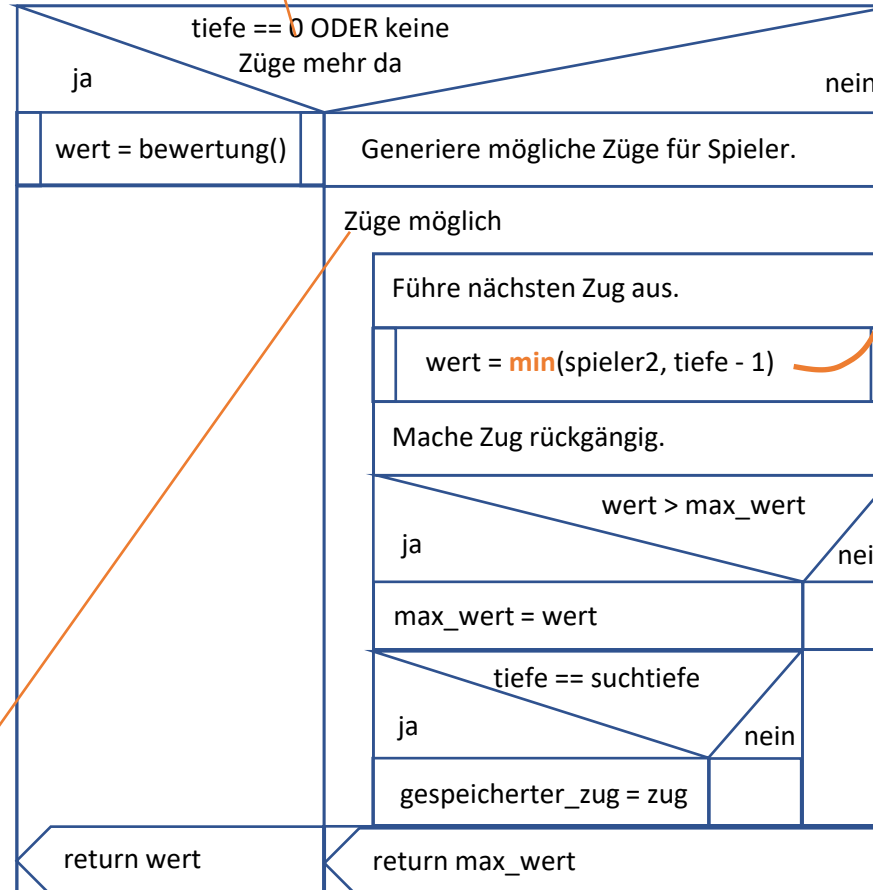 tiefe == 0 ODER keine
Züge mehr da
ja
nein
wert = bewertung()
Generiere mögliche Züge für Spieler.
Züge möglich
Führe nächsten Zug aus.
wert = min(spieler2, tiefe - 1)
Mache Zug rückgängig.
wert > max_wert
ja
nei
max_wert = wert
tiefe == suchtiefe
ja
nein
gespeicherter_zug = zug
return wert
return max_wert